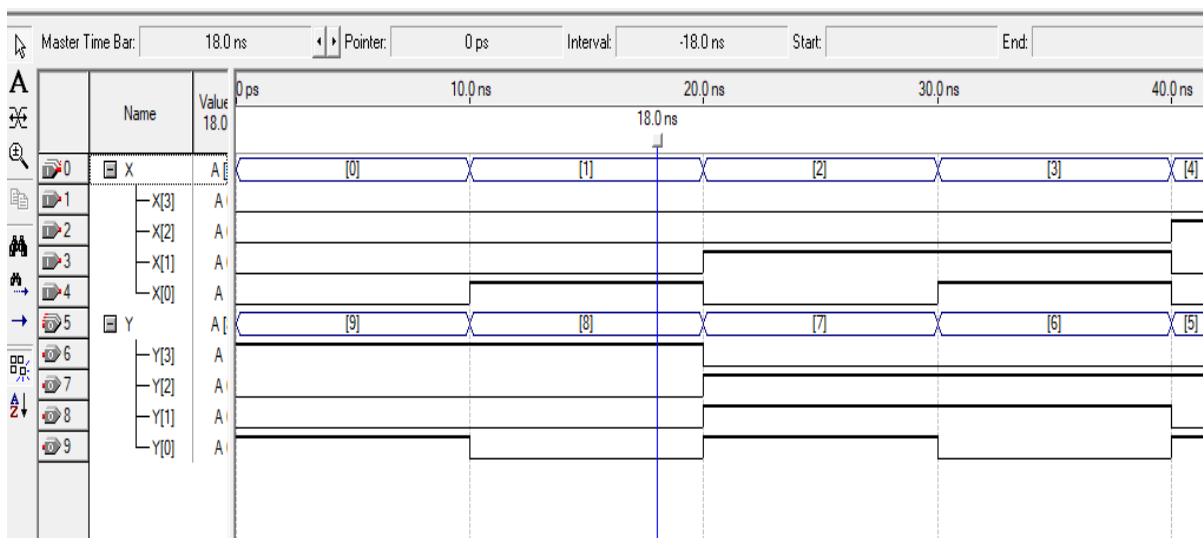 Master Time Bar: 18.0 ns Pointer: 0 ps Interval: -18.0 ns Start: End:
Name Value 18.0 0 ps 10.0 ns 20.0 ns 30.0 ns 40.0 ns
18.0 ns
0 X A [ [0] [1] [2] [3] [4]
1 X[3] A
2 X[2] A
3 X[1] A
4 X[0] A
5 Y A [ [9] [8] [7] [6] [5]
6 Y[3] A
7 Y[2] A
8 Y[1] A
9 Y[0] A